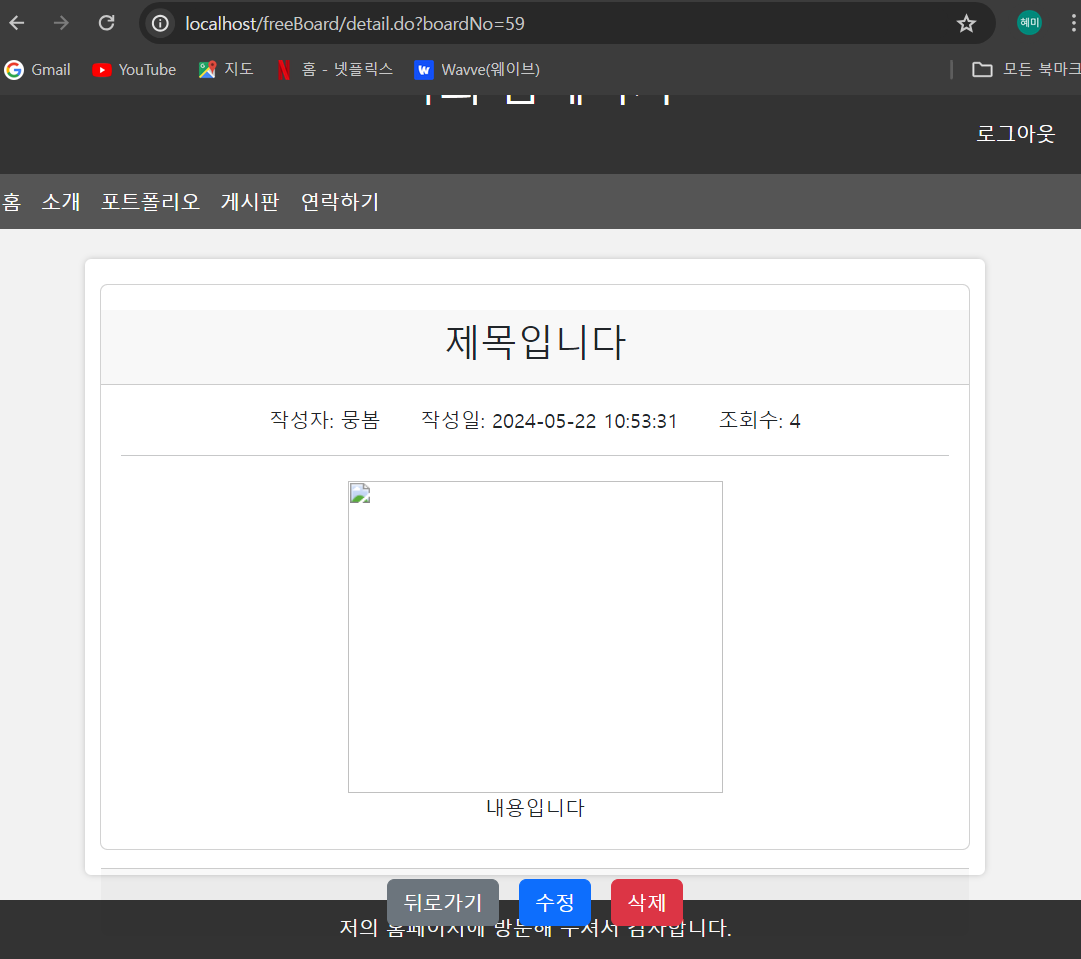 localhost/freeBoard/detail.do?boardNo=59
혜미
Gmail YouTube 지도 홈 - 넷플릭스 Wavve(웨이브) 모든 북마크
로그아웃
홈 소개 포트폴리오 게시판 연락하기
제목입니다
작성자: 뭉봄 작성일: 2024-05-22 10:53:31 조회수: 4
내용입니다
뒤로가기 수정 삭제
저의 홈페이지에 방문해 주셔서 감사합니다.